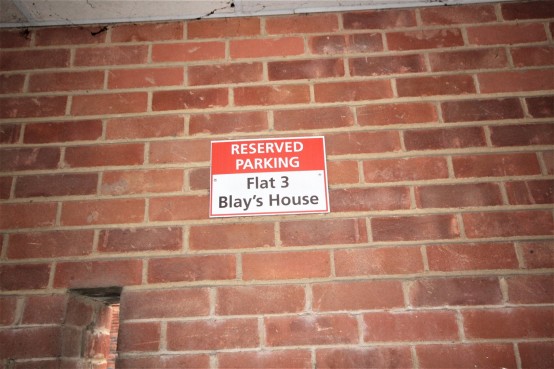 RESERVED
PARKING
Flat 3
Blay's House